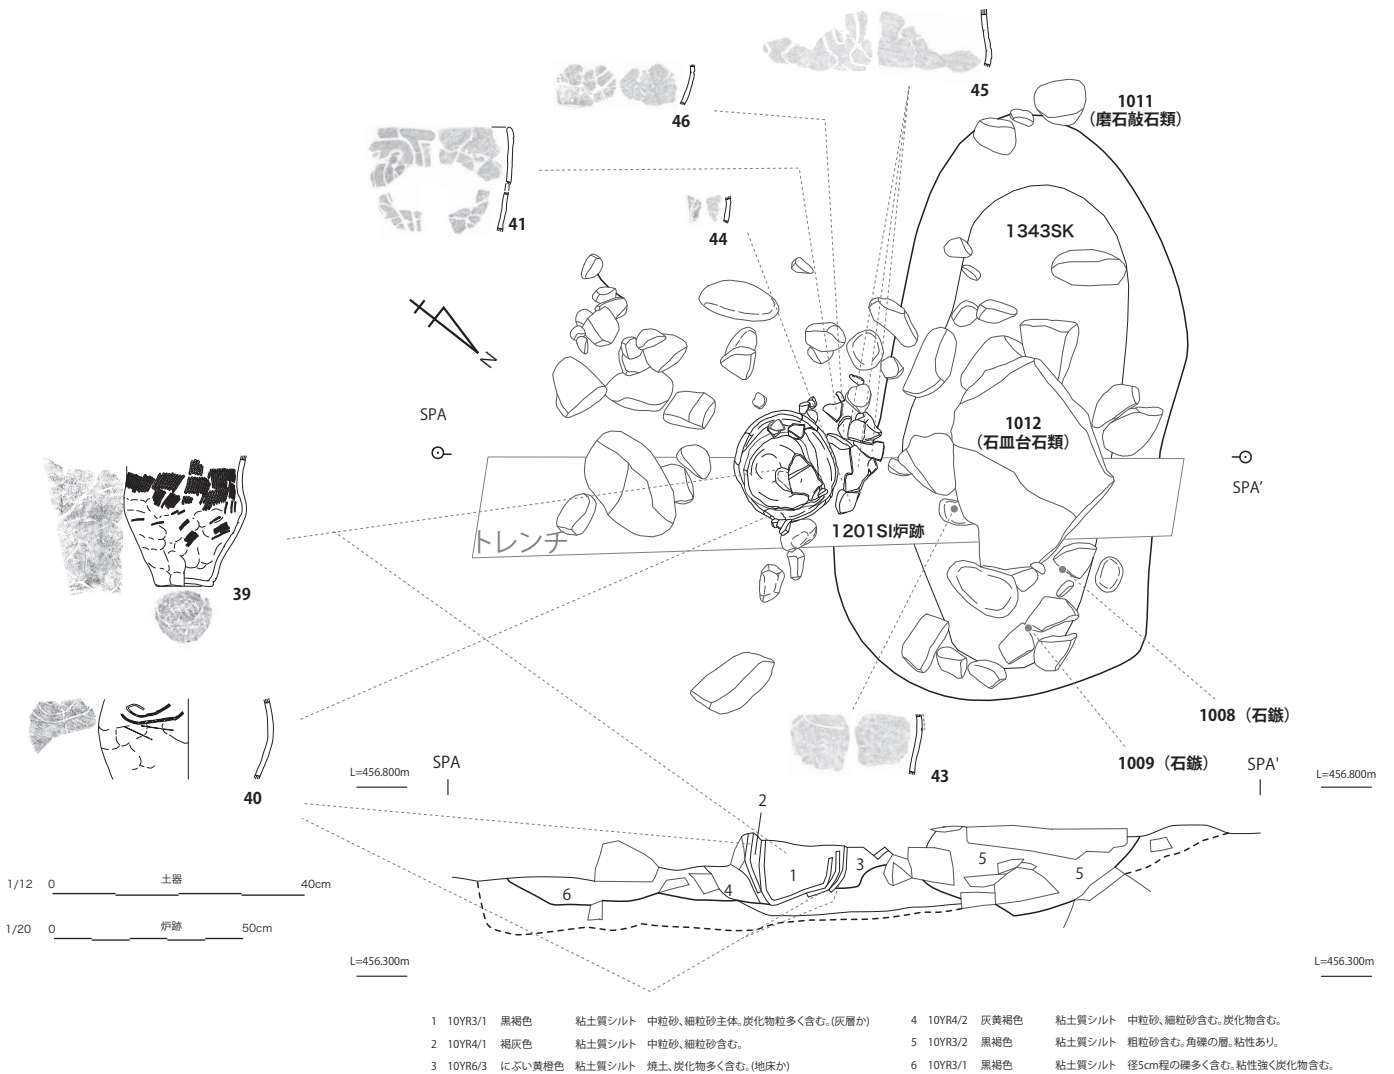 45
46
1011
(磨石敲石類)
41
44
1343SK
N
SPA
1012
(石皿台石類)
SPA'
39
トレンチ
1201SI炉跡
1008（石鏃）
1009（石鏃）
43
40
L=456.800m
SPA
SPA'
L=456.800m
2
1
3
4
5
5
6
1/12 0 土器 40cm
1/20 0 炉跡 50cm
L=456.300m
L=456.300m
1 10YR3/1 黒褐色 粘土質シルト 中粒砂、細粒砂主体。炭化物粒多く含む。(灰層か)
2 10YR4/1 褐灰色 粘土質シルト 中粒砂、細粒砂含む。
3 10YR6/3 にぶい黄橙色 粘土質シルト 焼土、炭化物多く含む。(地床か)
4 10YR4/2 灰黄褐色 粘土質シルト 中粒砂、細粒砂含む。炭化物含む。
5 10YR3/2 黒褐色 粘土質シルト 粗粒砂含む。角礫の層。粘性あり。
6 10YR3/1 黒褐色 粘土質シルト 径5cm程の礫多く含む。粘性強く炭化物含む。